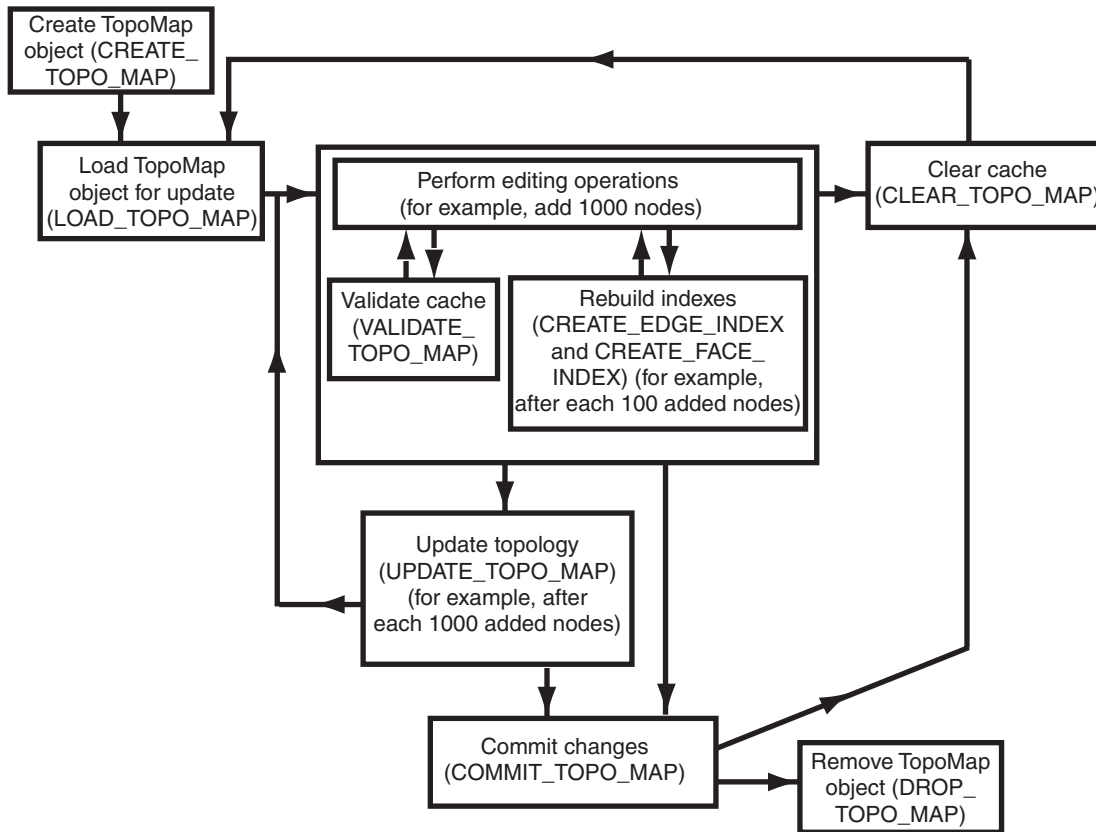 Create TopoMap
object (CREATE_
TOPO_MAP)
Load TopoMap
object for update
(LOAD_TOPO_MAP)
Perform editing operations
(for example, add 1000 nodes)
Clear cache
(CLEAR_TOPO_MAP)
Validate cache
(VALIDATE_
TOPO_MAP)
Rebuild indexes
(CREATE_EDGE_INDEX
and CREATE_FACE_
INDEX) (for example,
after each 100 added nodes)
Update topology
(UPDATE_TOPO_MAP)
(for example, after
each 1000 added nodes)
Commit changes
(COMMIT_TOPO_MAP)
Remove TopoMap
object (DROP_
TOPO_MAP)